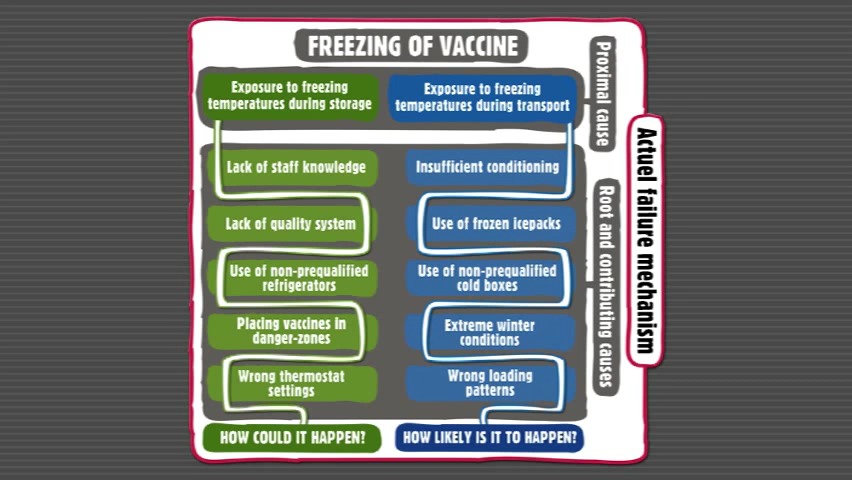 FREEZING OF VACCINE
Exposure to freezing
temperatures during storage
Exposure to freezing
temperatures during transport
Proximal cause
Lack of staff knowledge
Lack of quality system
Use of non-prequalified
refrigerators
Placing vaccines in
danger-zones
Wrong thermostat
settings
Insufficient conditioning
Use of frozen icepacks
Use of non-prequalified
cold boxes
Extreme winter
conditions
Wrong loading
patterns
Root and contributing causes
Actuel failure mechanism
HOW COULD IT HAPPEN?
HOW LIKELY IS IT TO HAPPEN?